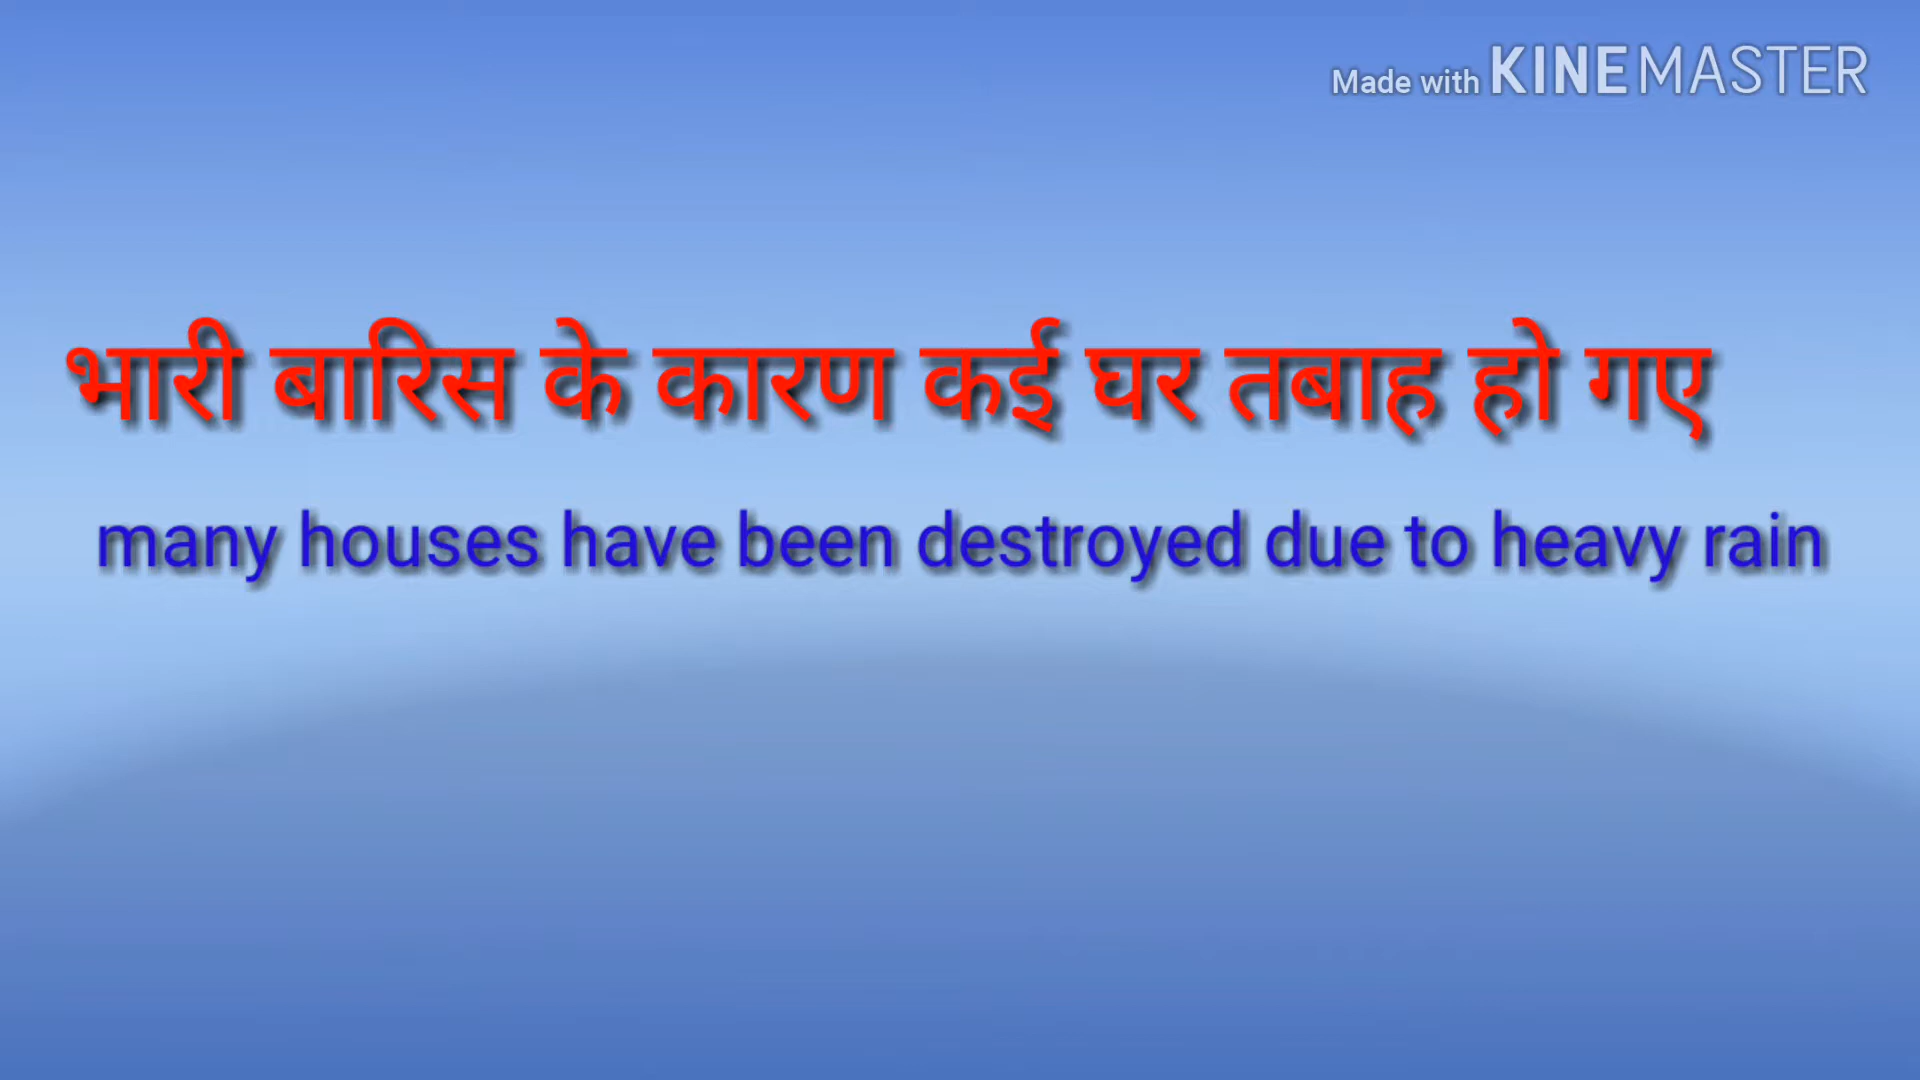 Made with KINEMASTER
भारी बारिस के कारण कई घर तबाह हो गए
many houses have been destroyed due to heavy rain